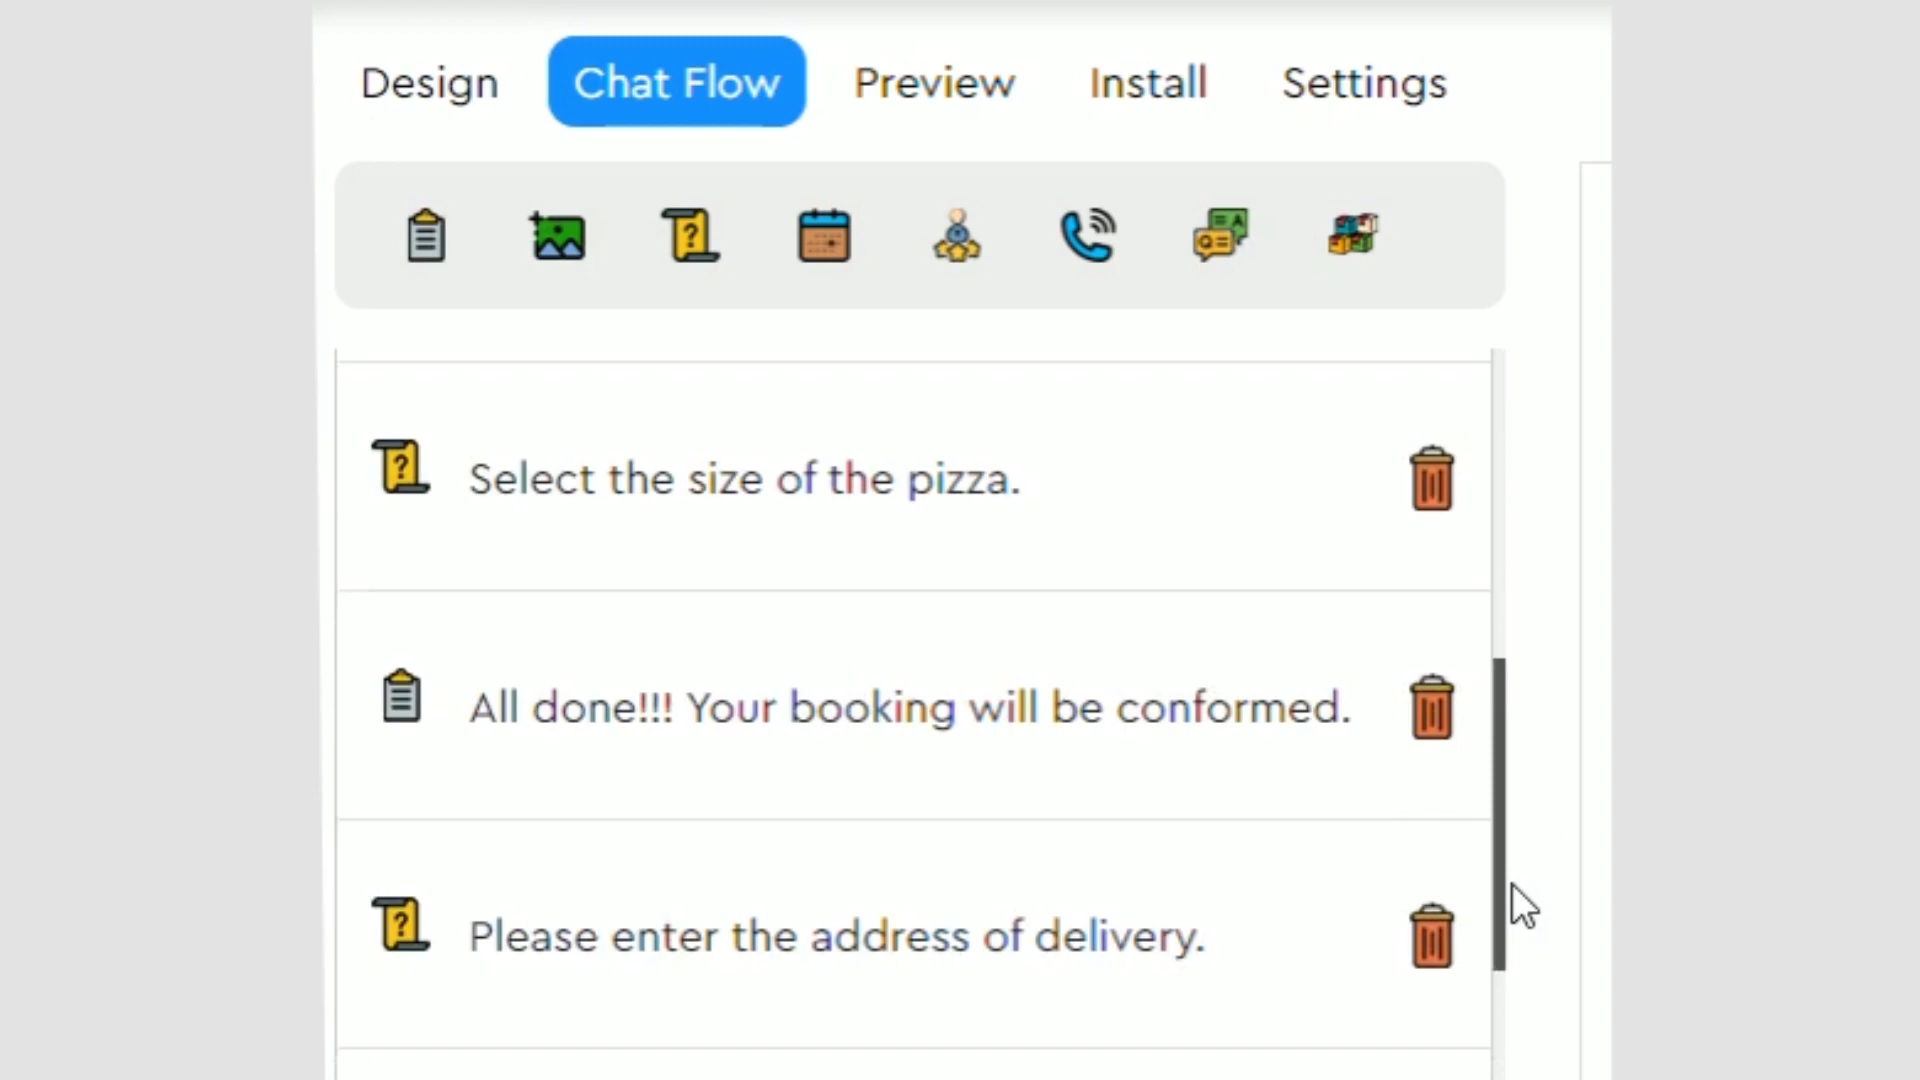 Design Chat Flow Preview Install Settings
Select the size of the pizza.
All done!!! Your booking will be conformed.
Please enter the address of delivery.